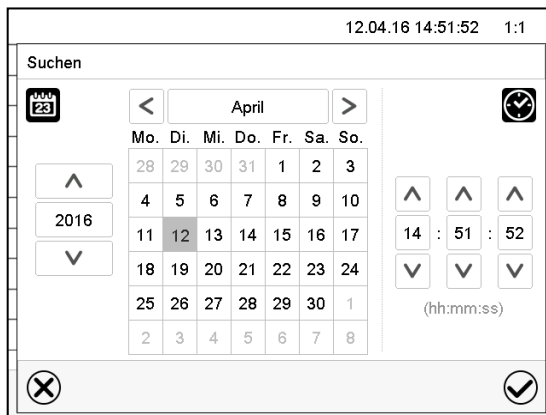 12.04.16 14:51:52 1:1
Suchen
23
< April >
Mo. Di. Mi. Do. Fr. Sa. So.
28 29 30 31 1 2 3
4 5 6 7 8 9 10
2016
11 12 13 14 15 16 17
14 : 51 : 52
18 19 20 21 22 23 24
25 26 27 28 29 30 1
(hh:mm:ss)
2 3 4 5 6 7 8